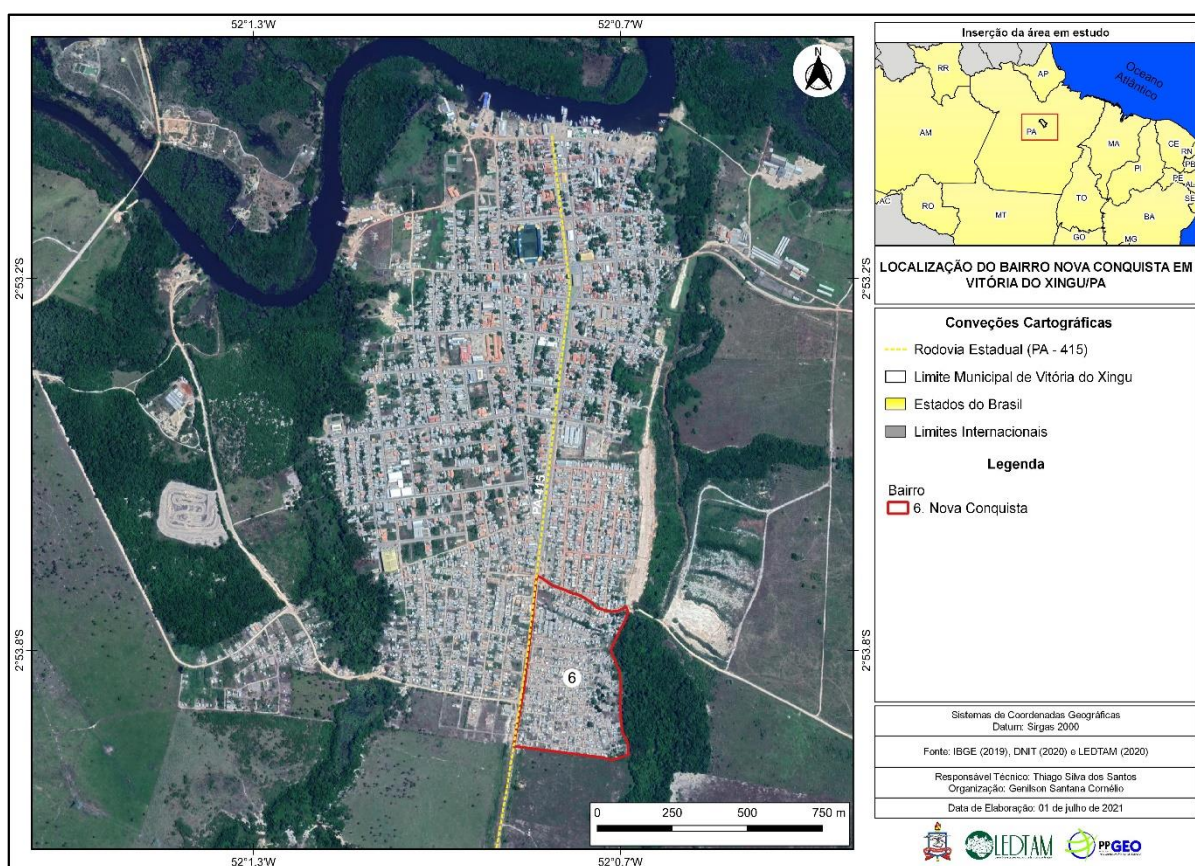 52°1.3'W
52°0.7'W
N
2°53.2'S
2°53.2'S
PA - 415
2°53.8'S
2°53.8'S
6
0 250 500 750 m
52°1.3'W
52°0.7'W
Inserção da área em estudo
Oceano
Atlântico
RR
AP
AM
PA
MA
CE
RN
PB
PI
PE
AL
SE
AC
RO
MT
TO
BA
GO
MG
LOCALIZAÇÃO DO BAIRRO NOVA CONQUISTA EM
VITÓRIA DO XINGU/PA
Conveções Cartográficas
Rodovia Estadual (PA - 415)
Limite Municipal de Vitória do Xingu
Estados do Brasil
Limites Internacionais
Legenda
Bairro
6. Nova Conquista
Sistemas de Coordenadas Geográficas
Datum: Sirgas 2000
Fonte: IBGE (2019), DNIT (2020) e LEDTAM (2020)
Responsável Técnico: Thiago Silva dos Santos
Organização: Genilson Santana Cornélio
Data de Elaboração: 01 de julho de 2021
LEDTAM
PPGEO